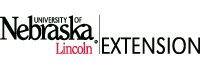 UNIVERSITY OF
Nebraska
Lincoln® EXTENSION